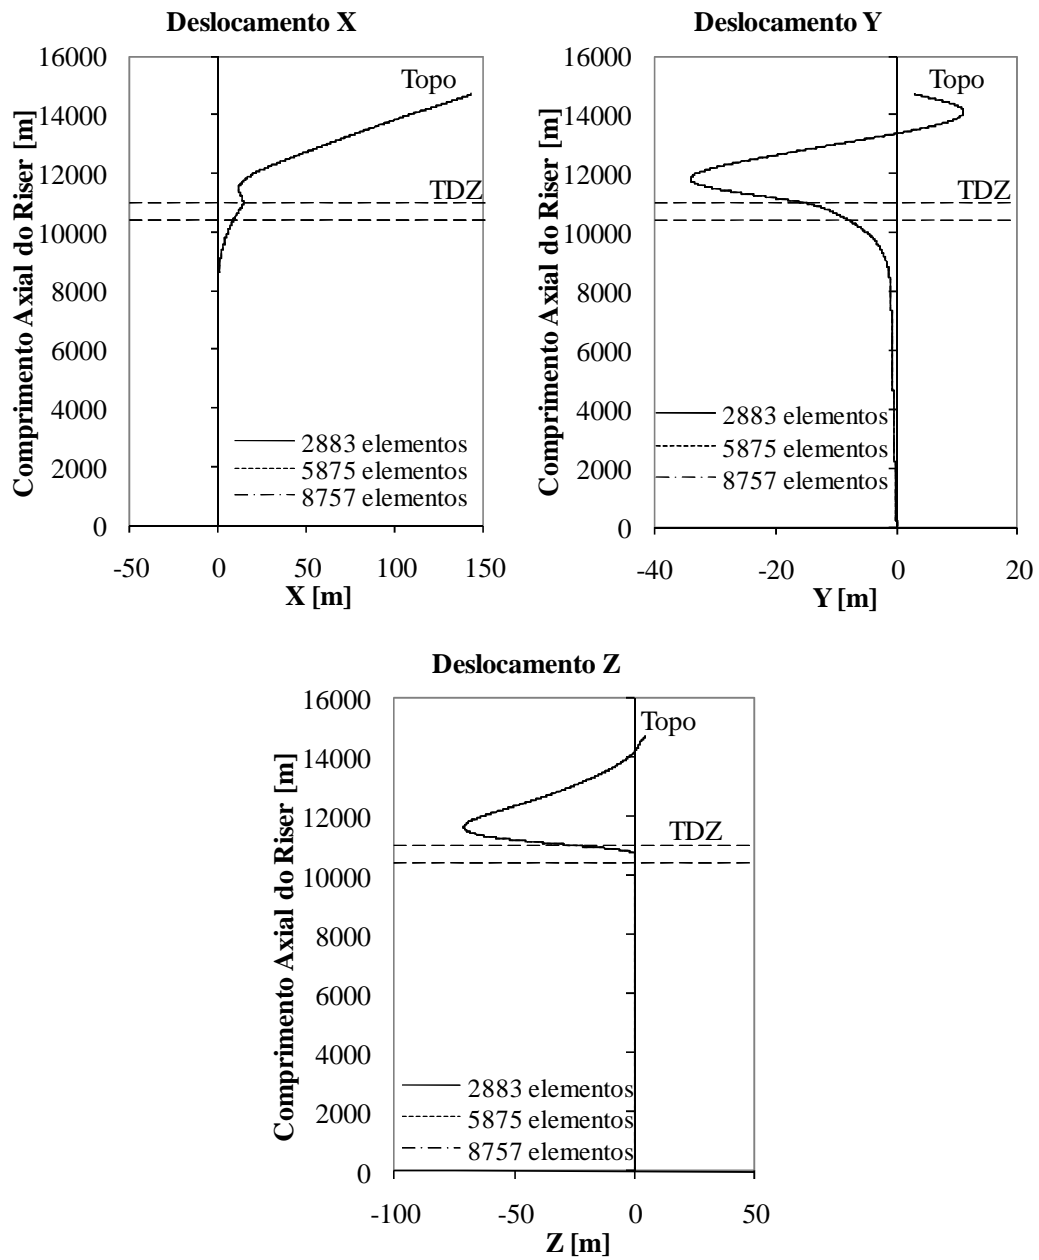 Deslocamento X
Comprimento Axial do Riser [m]
16000
14000
12000
10000
8000
6000
4000
2000
0
Topo
TDZ
2883 elementos
5875 elementos
8757 elementos
-50
0
50
100
150
X [m]
Deslocamento Y
Comprimento Axial do Riser [m]
16000
14000
12000
10000
8000
6000
4000
2000
0
Topo
TDZ
2883 elementos
5875 elementos
8757 elementos
-40
-20
0
20
Y [m]
Deslocamento Z
Comprimento Axial do Riser [m]
16000
14000
12000
10000
8000
6000
4000
2000
0
Topo
TDZ
2883 elementos
5875 elementos
8757 elementos
-100
-50
0
50
Z [m]